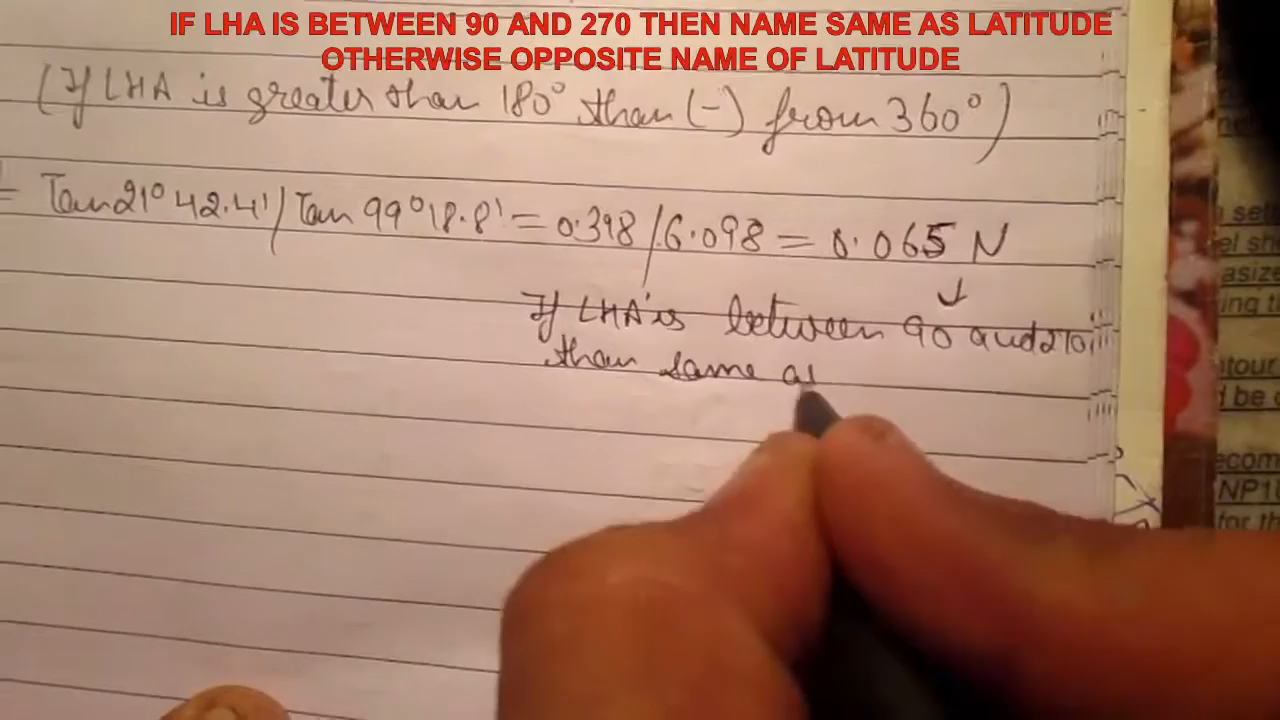 IF LHA IS BETWEEN 90 AND 270 THEN NAME SAME AS LATITUDE
OTHERWISE OPPOSITE NAME OF LATITUDE
(If LHA is greater than 180° than (-) from 360°)
= Tan 21° 42.4' / Tan 99° 18.8' = 0.398 / 6.098 = 0.065 N
If LHA is between 90 and 270
than same as